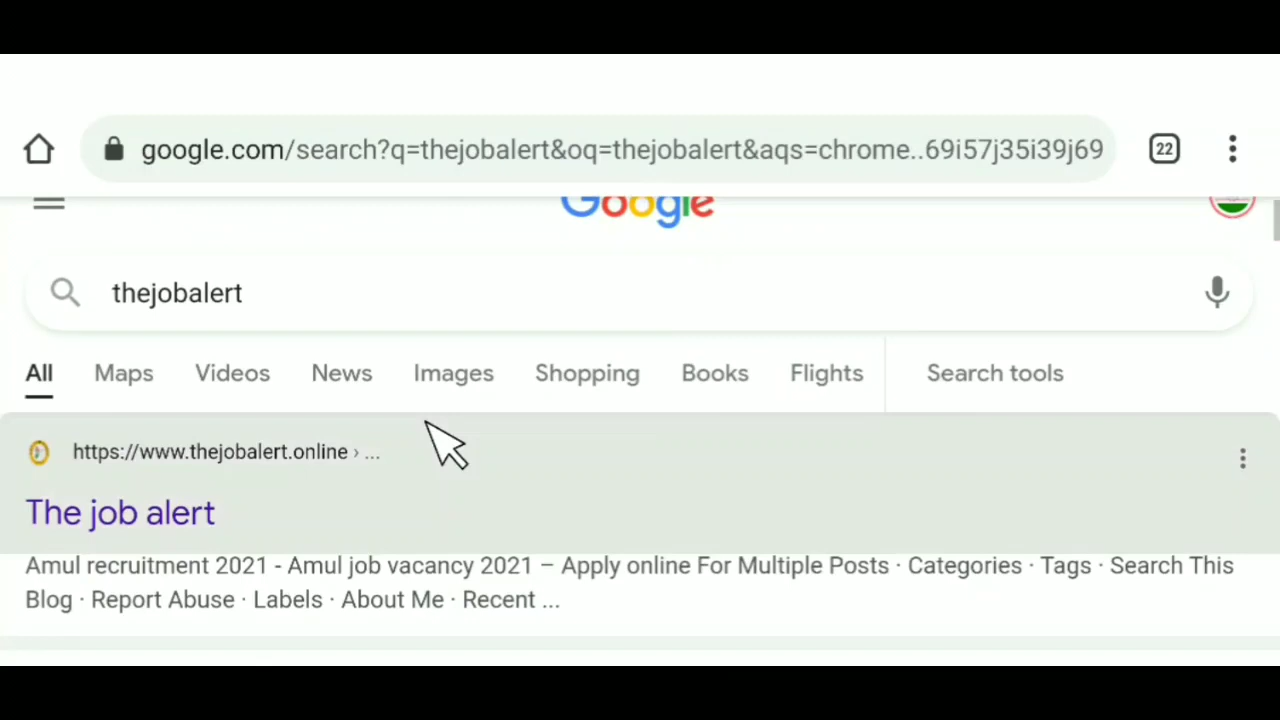 google.com/search?q=thejobalert&oq=thejobalert&aqs=chrome..69i57j35i39j69
22
Google
thejobalert
All Maps Videos News Images Shopping Books Flights Search tools
https://www.thejobalert.online › ...
The job alert
Amul recruitment 2021 - Amul job vacancy 2021 – Apply online For Multiple Posts · Categories · Tags · Search This
Blog · Report Abuse · Labels · About Me · Recent ...